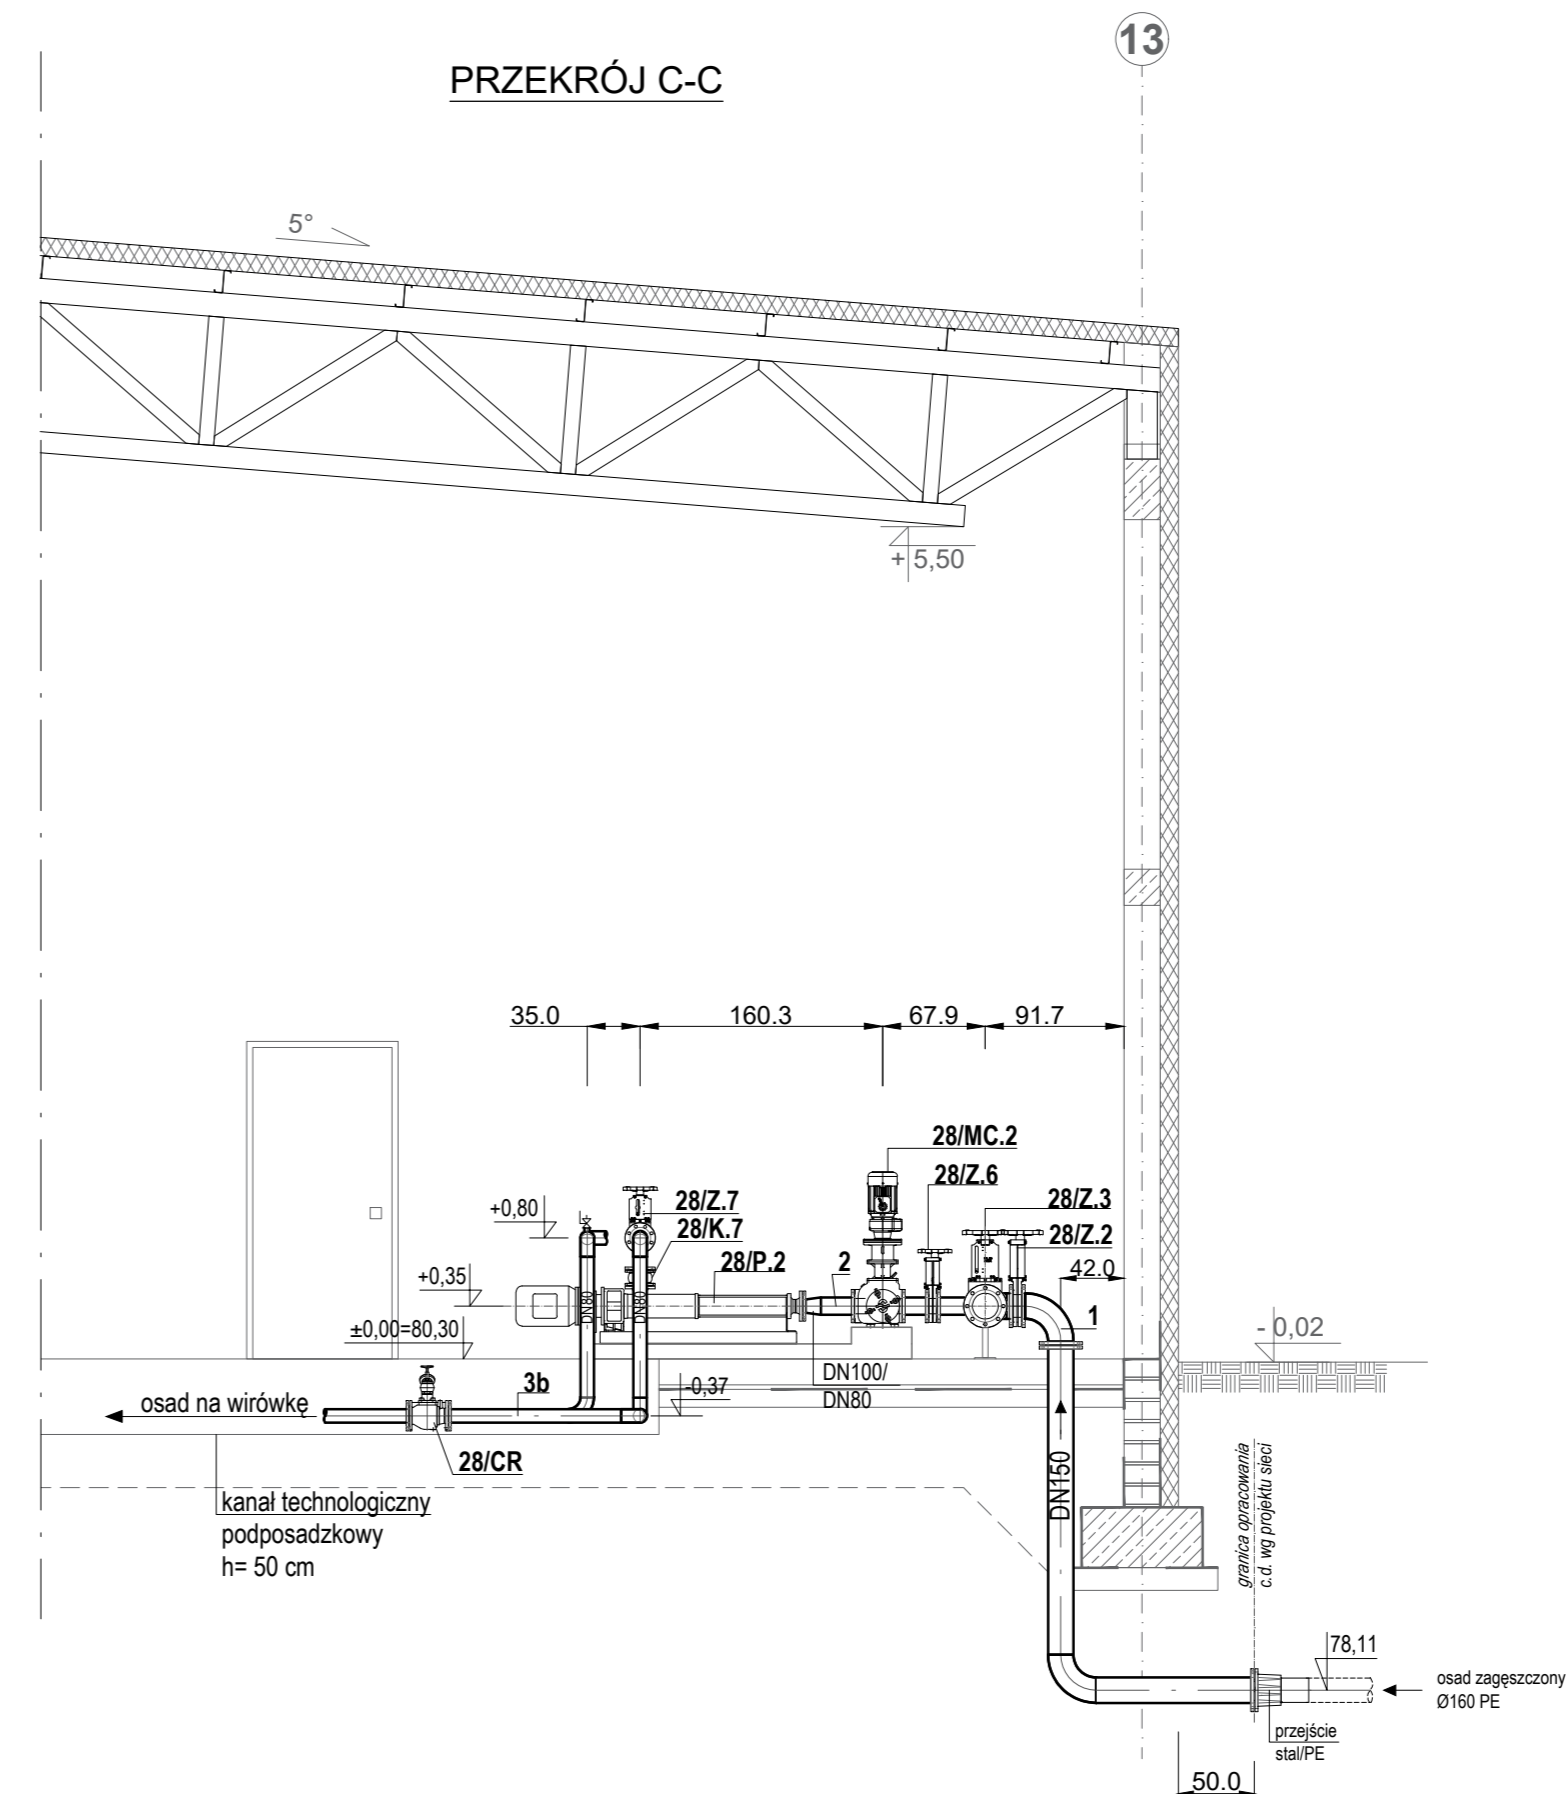 13
PRZEKRÓJ C-C
5°
+ 5,50
35.0
160.3
67.9
91.7
28/MC.2
28/Z.6
28/Z.7
28/Z.3
+0,80
28/K.7
28/Z.2
28/P.2
2
42.0
+0,35
DN80
DN80
1
±0,00=80,30
- 0,02
DN100/
DN80
3b
-0,37
osad na wirówkę
28/CR
kanał technologiczny
podposadzkowy
h= 50 cm
DN150
granica opracowania
c.d. wg projektu sieci
78,11
osad zagęszczony
Ø160 PE
przejście
stal/PE
50.0